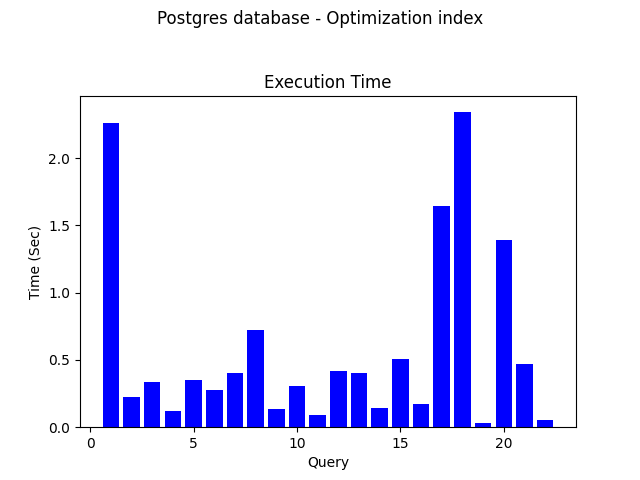 Postgres database - Optimization index
Execution Time
Time (Sec)
2.0
1.5
1.0
0.5
0.0
0 5 10 15 20
Query